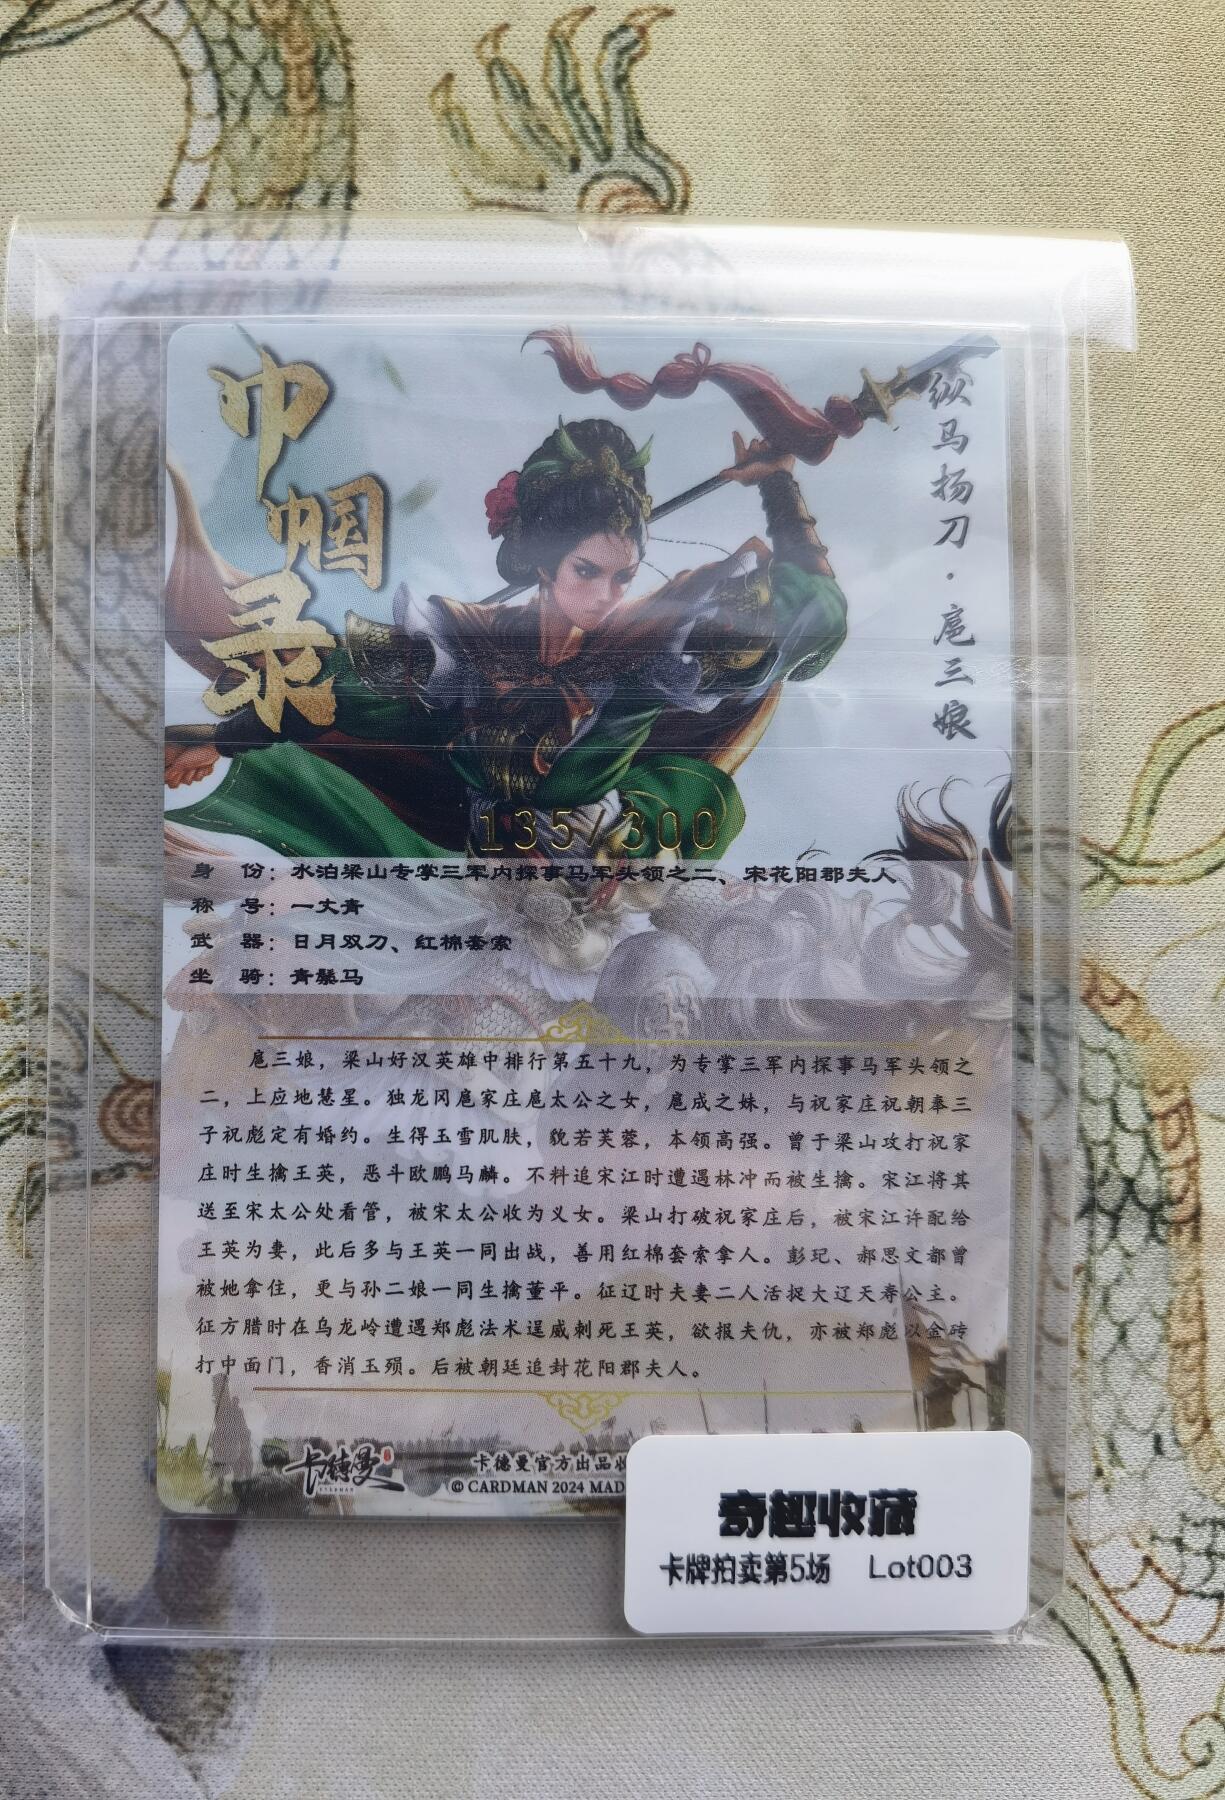 巾帼录
纵马扬刀·扈三娘
135/300
身 份：水泊梁山专掌三军内探事马军头领之二、宋花阳郡夫人
称 号：一丈青
武 器：日月双刀、红棉套索
坐 骑：青鬃马
扈三娘，梁山好汉英雄中排行第五十九，为专掌三军内探事马军头领之
二，上应地慧星。独龙冈扈家庄扈太公之女，扈成之妹，与祝家庄祝朝奉三
子祝彪定有婚约。生得玉雪肌肤，貌若芙蓉，本领高强。曾于梁山攻打祝家
庄时生擒王英，恶斗欧鹏马麟。不料追宋江时遭遇林冲而被生擒。宋江将其
送至宋太公处看管，被宋太公收为义女。梁山打破祝家庄后，被宋江许配给
王英为妻，此后多与王英一同出战，善用红棉套索拿人。彭玘、郝思文都曾
被她拿住，更与孙二娘一同生擒董平。征辽时夫妻二人活捉大辽天寿公主。
征方腊时在乌龙岭遭遇郑彪法术逞威刺死王英，欲报夫仇，亦被郑彪以金砖
打中面门，香消玉殒。后被朝廷追封花阳郡夫人。
卡德曼
卡德曼官方出品
© CARDMAN 2024 MAD
奇趣收藏
卡牌拍卖第5场 Lot003